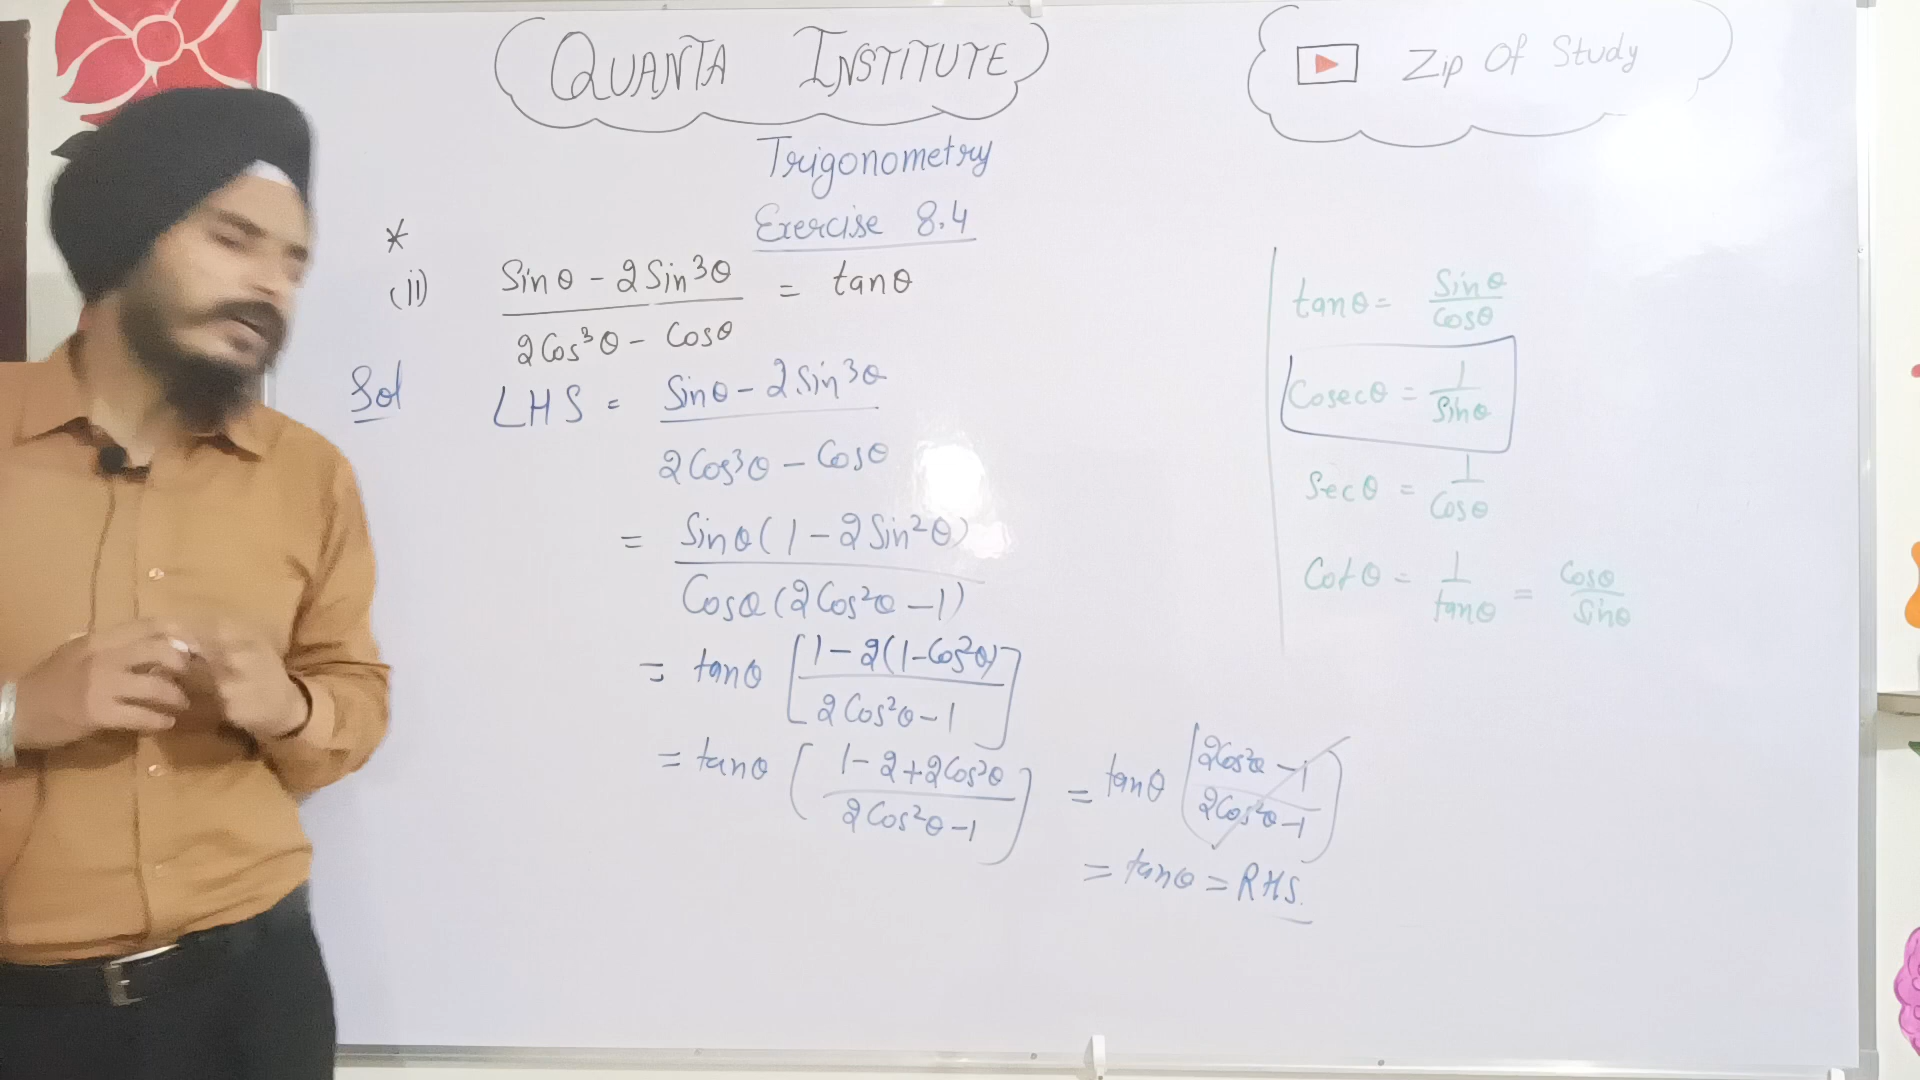 QUANTA INSTITUTE
Zip Of Study
Trigonometry
Exercise 8.4
*
(ii) (Sinθ - 2Sin³θ)/(2Cos³θ - Cosθ) = tanθ
Sol LHS = (Sinθ - 2Sin³θ)/(2Cos³θ - Cosθ)
= Sinθ(1 - 2Sin²θ)/Cosθ(2Cos²θ - 1)
= tanθ [(1 - 2(1-Cos²θ))/(2Cos²θ - 1)]
= tanθ [(1 - 2 + 2Cos²θ)/(2Cos²θ - 1)]
= tanθ [(2Cos²θ - 1)/(2Cos²θ - 1)]
= tanθ = RHS.
tanθ = Sinθ/Cosθ
Cosecθ = 1/Sinθ
Secθ = 1/Cosθ
Cotθ = 1/tanθ = Cosθ/Sinθ